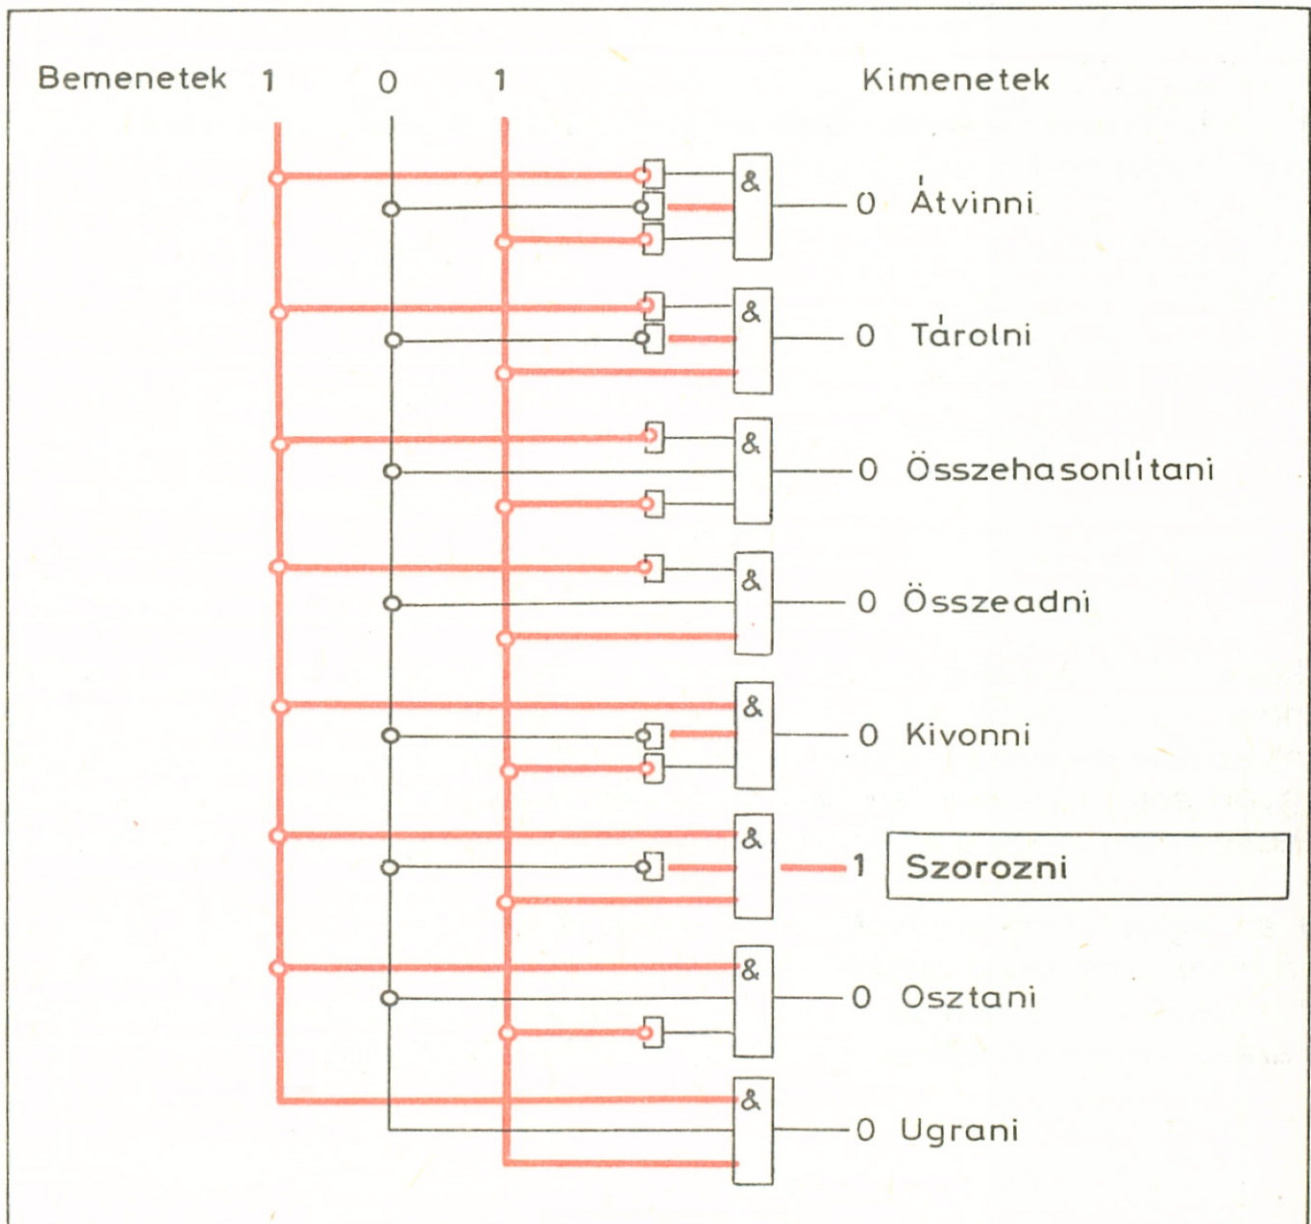 Bemenetek 1 0 1 Kimenetek
& 0 Átvinni
& 0 Tárolni
& 0 Összehasonlítani
& 0 Összeadni
& 0 Kivonni
& 1 Szorozni
& 0 Osztani
& 0 Ugrani